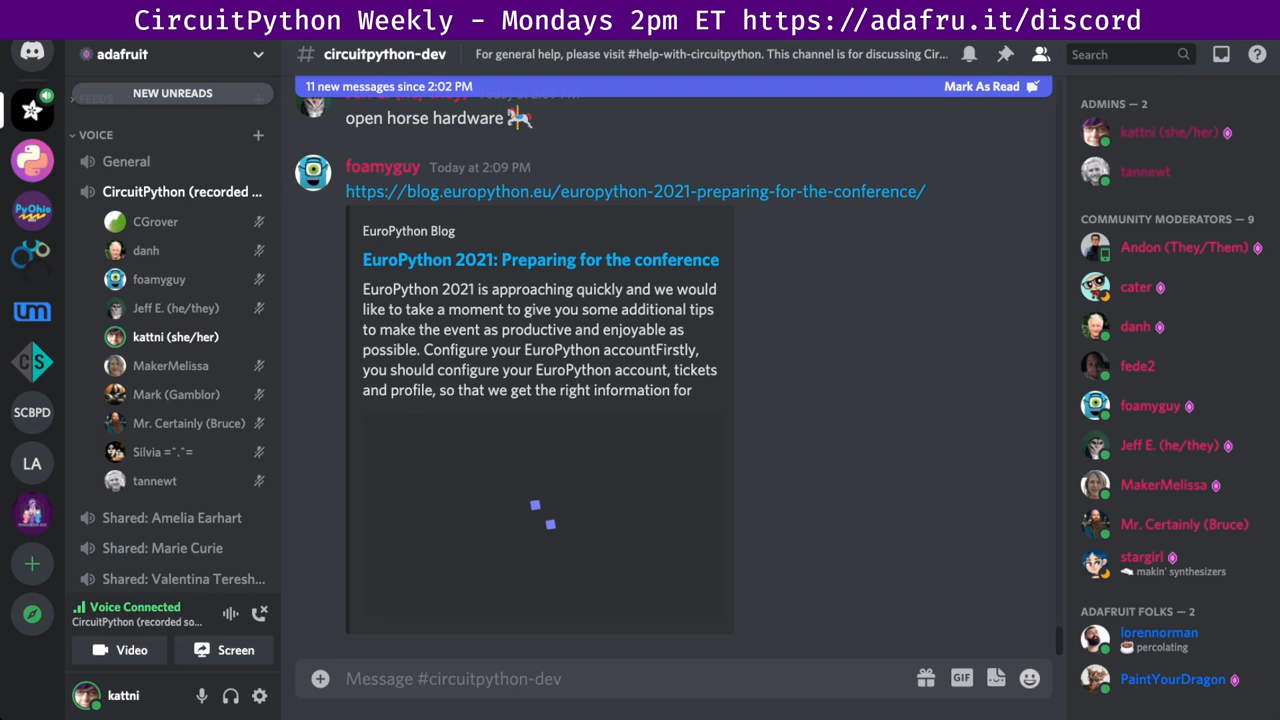 CircuitPython Weekly - Mondays 2pm ET https://adafru.it/discord
adafruit
NEW UNREADS
FEEDS
VOICE
General
CircuitPython (recorded ...
CGrover
danh
foamyguy
Jeff E. (he/they)
kattni (she/her)
MakerMelissa
Mark (Gamblor)
Mr. Certainly (Bruce)
Silvia =^.^=
tannewt
Shared: Amelia Earhart
Shared: Marie Curie
Shared: Valentina Teresh...
Voice Connected
CircuitPython (recorded so...
Video
Screen
kattni
PyOhio
um
CS
SCBPD
LA
# circuitpython-dev
For general help, please visit #help-with-circuitpython. This channel is for discussing Cir...
Search
11 new messages since 2:02 PM
Mark As Read
open horse hardware
foamyguy Today at 2:09 PM
https://blog.europython.eu/europython-2021-preparing-for-the-conference/
EuroPython Blog
EuroPython 2021: Preparing for the conference
EuroPython 2021 is approaching quickly and we would
like to take a moment to give you some additional tips
to make the event as productive and enjoyable as
possible. Configure your EuroPython accountFirstly,
you should configure your EuroPython account, tickets
and profile, so that we get the right information for
Message #circuitpython-dev
GIF
ADMINS — 2
kattni (she/her)
tannewt
COMMUNITY MODERATORS — 9
Andon (They/Them)
cater
danh
fede2
foamyguy
Jeff E. (he/they)
MakerMelissa
Mr. Certainly (Bruce)
stargirl
makin' synthesizers
ADAFRUIT FOLKS — 2
lorennorman
percolating
PaintYourDragon